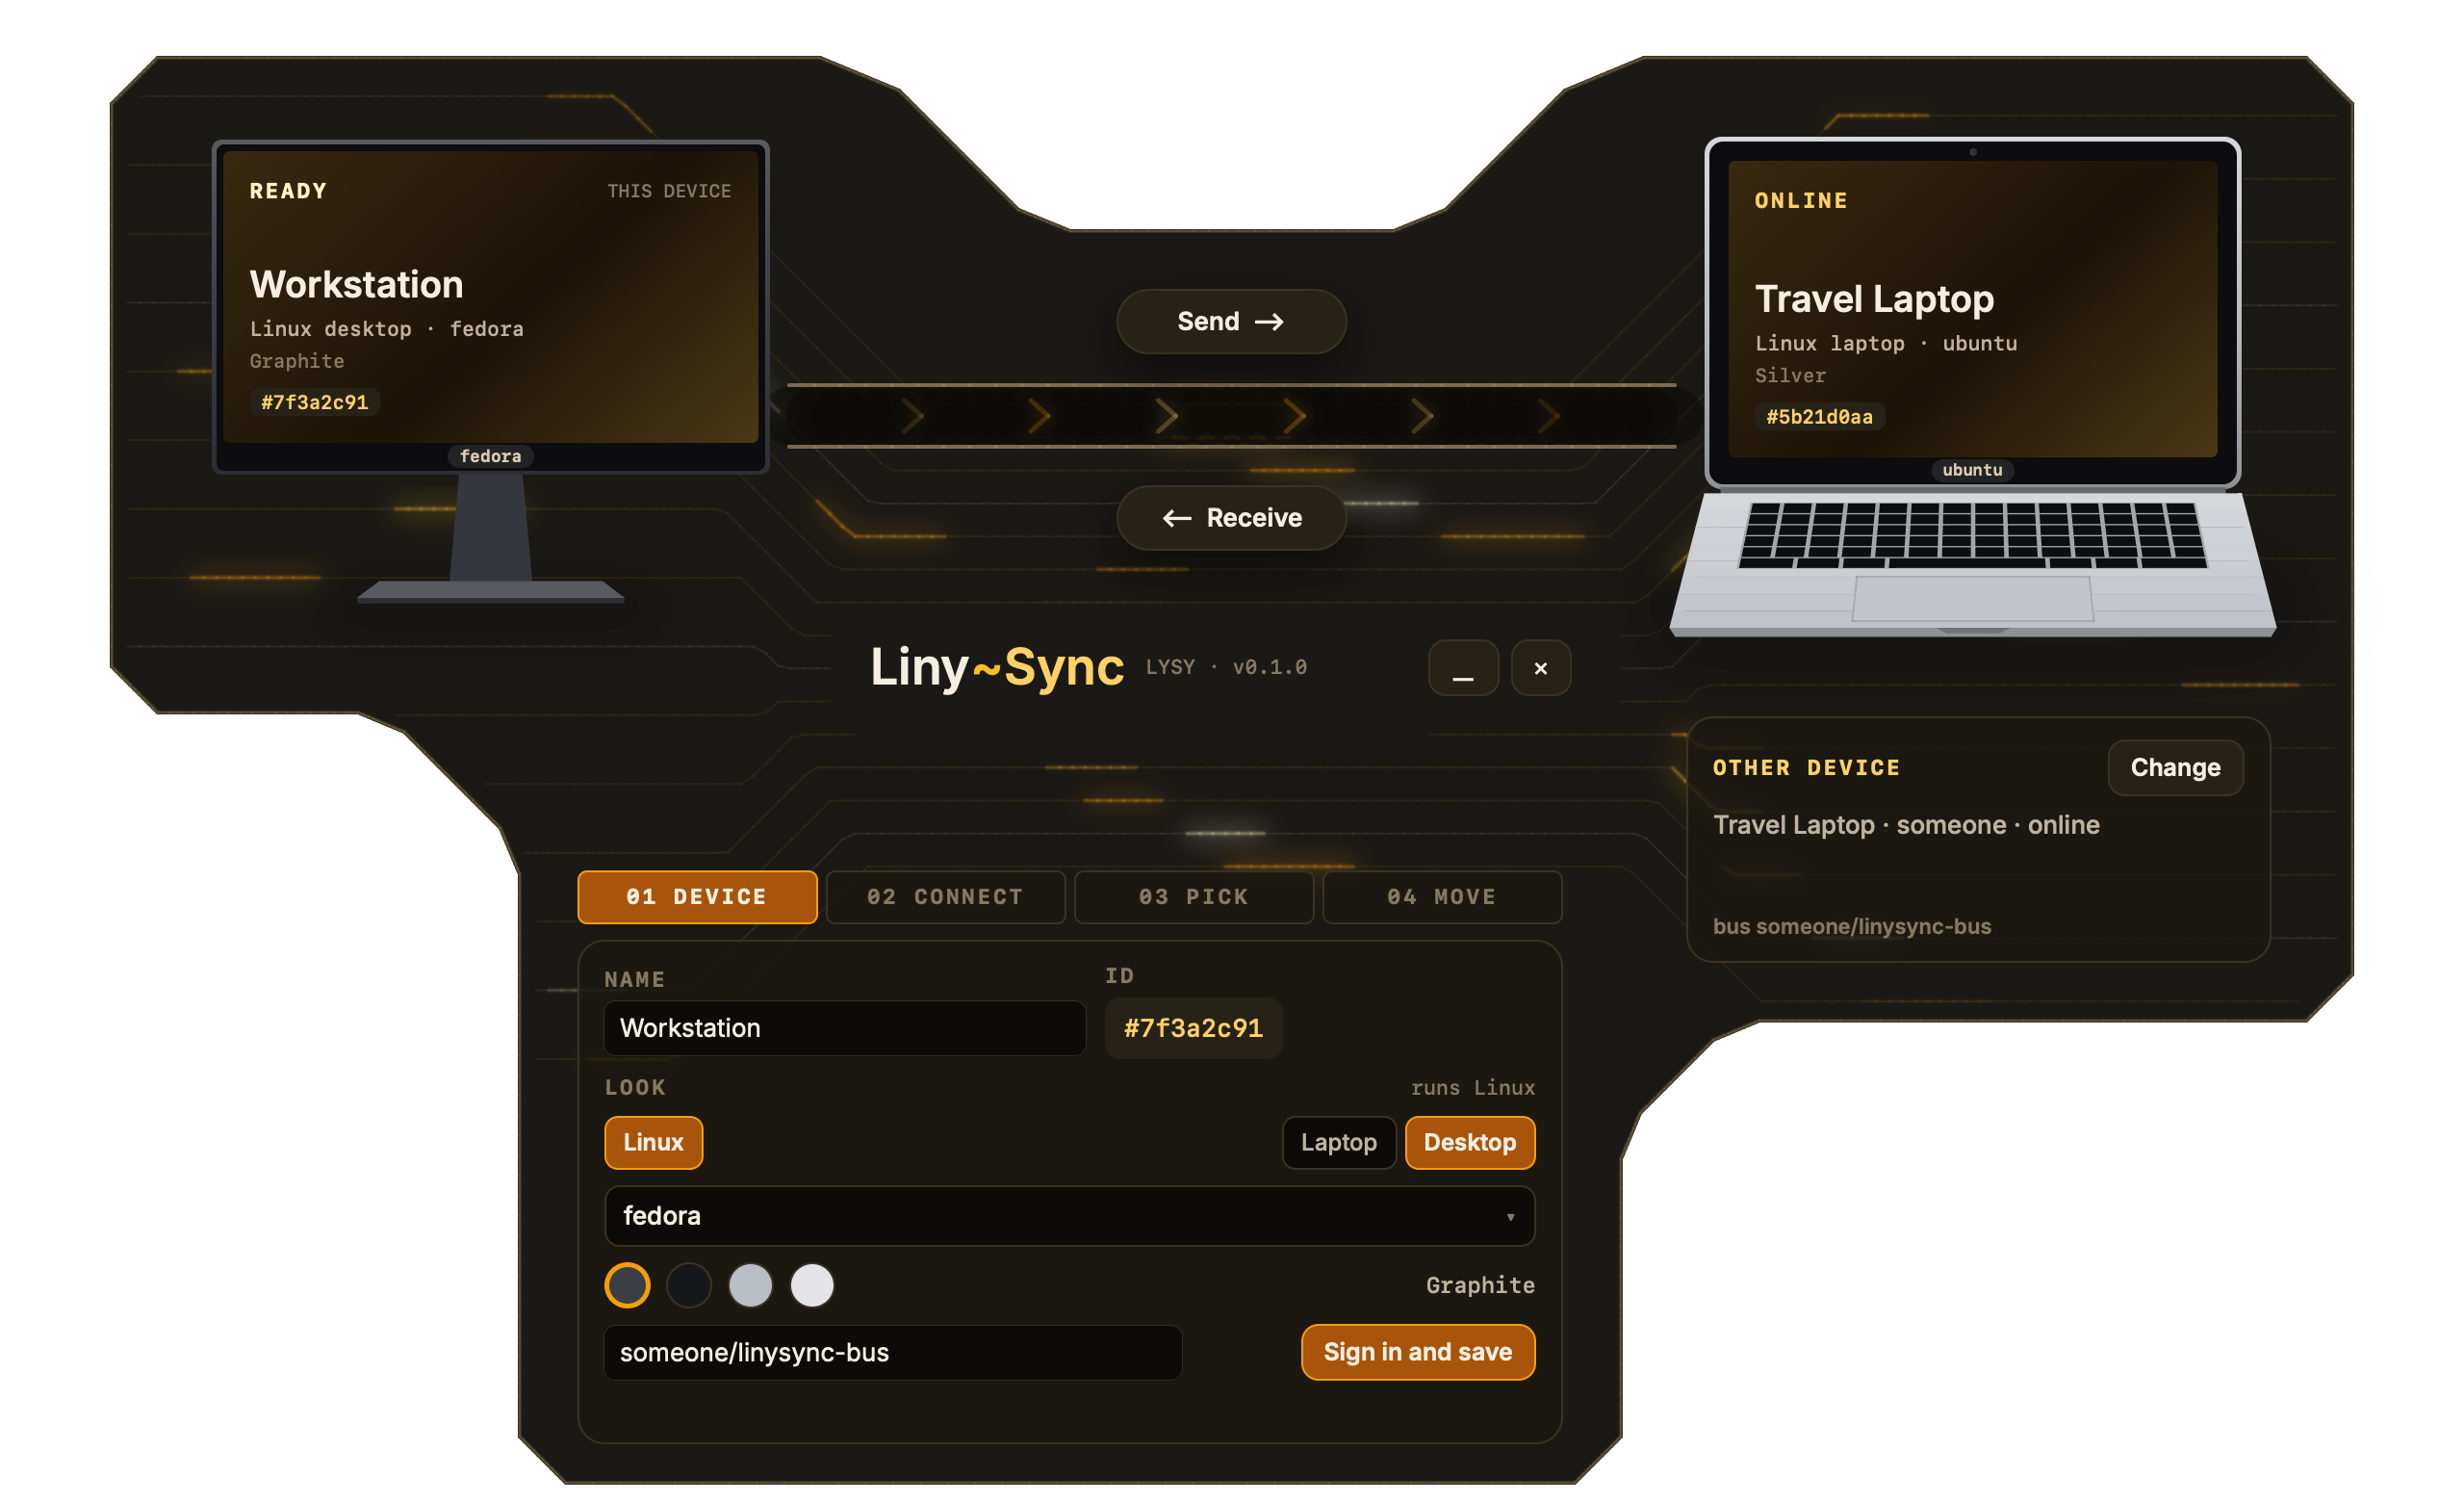 READY
THIS DEVICE
Workstation
Linux desktop · fedora
Graphite
#7f3a2c91
fedora
Send →
← Receive
ONLINE
Travel Laptop
Linux laptop · ubuntu
Silver
#5b21d0aa
ubuntu
Liny~Sync LYSY · v0.1.0
_ ×
OTHER DEVICE
Change
Travel Laptop · someone · online
bus someone/linysync-bus
01 DEVICE
02 CONNECT
03 PICK
04 MOVE
NAME
ID
Workstation
#7f3a2c91
LOOK
runs Linux
Linux
Laptop
Desktop
fedora
Graphite
someone/linysync-bus
Sign in and save